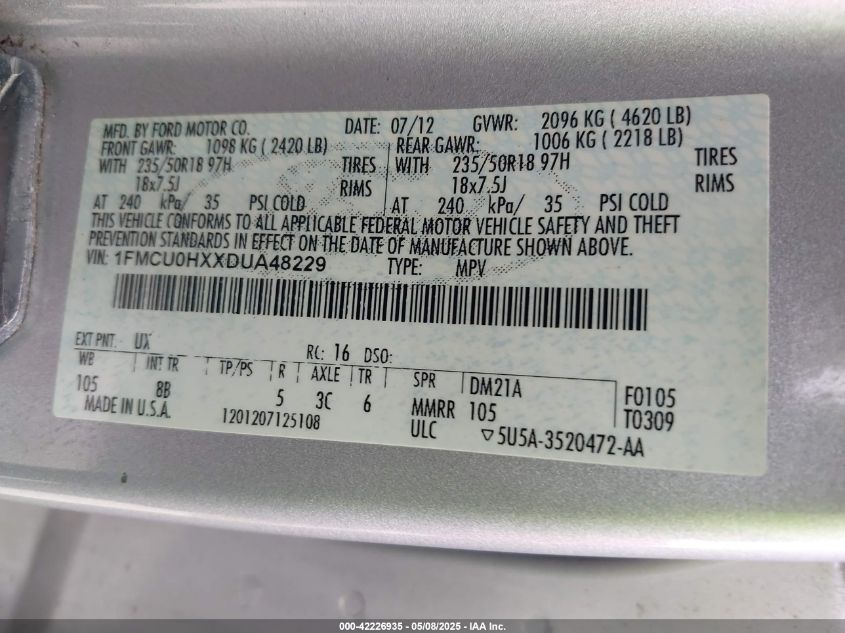 MFD. BY FORD MOTOR CO. DATE: 07/12 GVWR: 2096 KG ( 4620 LB)
FRONT GAWR: 1098 KG ( 2420 LB) REAR GAWR: 1006 KG ( 2218 LB)
WITH 235/50R18 97H TIRES WITH 235/50R18 97H TIRES
18x7.5J RIMS 18x7.5J RIMS
AT 240 kPa/ 35 PSI COLD AT 240 kPa/ 35 PSI COLD
THIS VEHICLE CONFORMS TO ALL APPLICABLE FEDERAL MOTOR VEHICLE SAFETY AND THEFT
PREVENTION STANDARDS IN EFFECT ON THE DATE OF MANUFACTURE SHOWN ABOVE.
VIN: 1FMCU0HXXDUA48229 TYPE: MPV
EXT PNT: UX RC: 16 DSO:
WB INT TR TP/PS R AXLE TR SPR DM21A F0105
105 8B 5 3C 6 MMRR 105 T0309
MADE IN U.S.A. 1201207125108 ULC ▽5U5A-3520472-AA
000-42226935 - 05/08/2025 - IAA Inc.